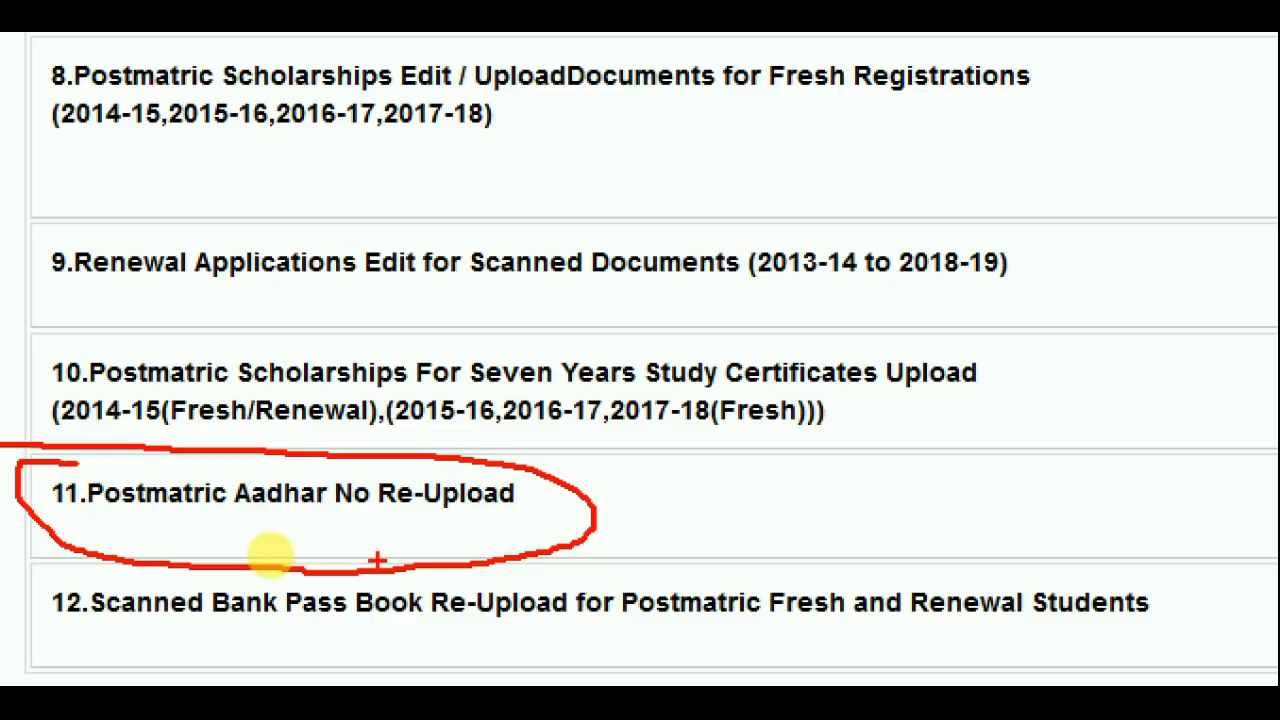 8.Postmatric Scholarships Edit / UploadDocuments for Fresh Registrations
(2014-15,2015-16,2016-17,2017-18)
9.Renewal Applications Edit for Scanned Documents (2013-14 to 2018-19)
10.Postmatric Scholarships For Seven Years Study Certificates Upload
(2014-15(Fresh/Renewal),(2015-16,2016-17,2017-18(Fresh)))
11.Postmatric Aadhar No Re-Upload
12.Scanned Bank Pass Book Re-Upload for Postmatric Fresh and Renewal Students